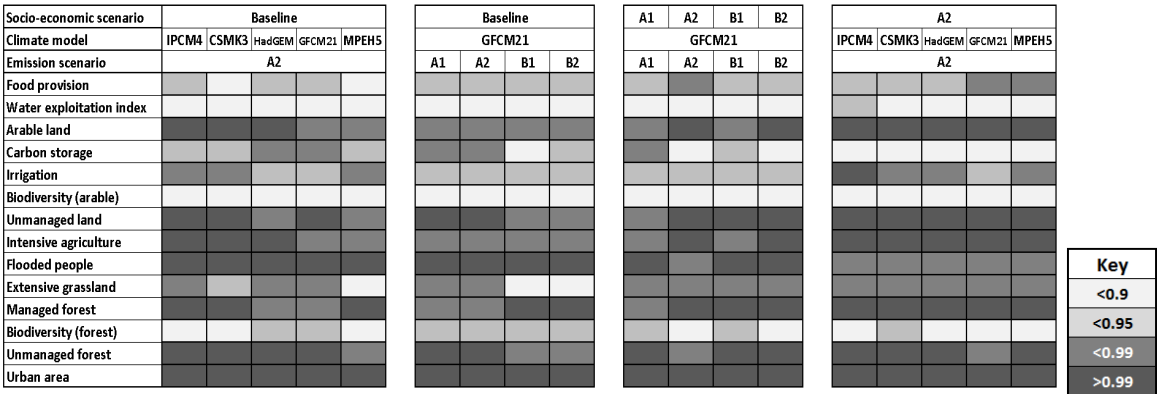 Socio-economic scenario Baseline Baseline A1 A2 B1 B2 A2
Climate model IPCM4 CSMK3 HadGEM GFCM21 MPEH5 GFCM21 GFCM21 IPCM4 CSMK3 HadGEM GFCM21 MPEH5
Emission scenario A2 A1 A2 B1 B2 A1 A2 B1 B2 A2
Food provision
Water exploitation index
Arable land
Carbon storage
Irrigation
Biodiversity (arable)
Unmanaged land
Intensive agriculture
Flooded people
Extensive grassland
Managed forest
Biodiversity (forest)
Unmanaged forest
Urban area
Key
<0.9
<0.95
<0.99
>0.99